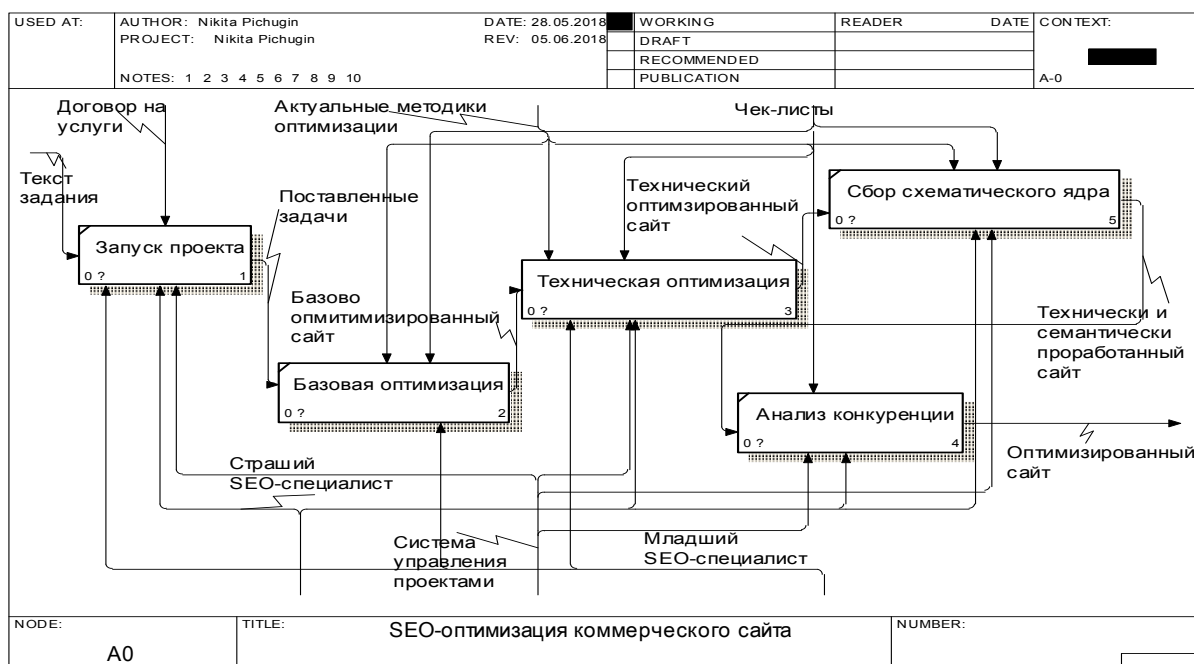 USED AT:
AUTHOR: Nikita Pichugin
DATE: 28.05.2018
PROJECT: Nikita Pichugin
REV: 05.06.2018
NOTES: 1 2 3 4 5 6 7 8 9 10
WORKING
DRAFT
RECOMMENDED
PUBLICATION
READER
DATE
CONTEXT:
A-0
Договор на
услуги
Актуальные методики
оптимизации
Чек-листы
Текст
задания
Поставленные
задачи
Технический
оптимзированный
сайт
Сбор схематического ядра
0 ?
5
Запуск проекта
0 ?
1
Техническая оптимизация
0 ?
3
Базово
опмитимизированный
сайт
Технически и
семантически
проработанный
сайт
Базовая оптимизация
0 ?
2
Анализ конкуренции
0 ?
4
Оптимизированный
сайт
Страший
SEO-специалист
Система
управления
проектами
Младший
SEO-специалист
NODE:
A0
TITLE:
SEO-оптимизация коммерческого сайта
NUMBER: